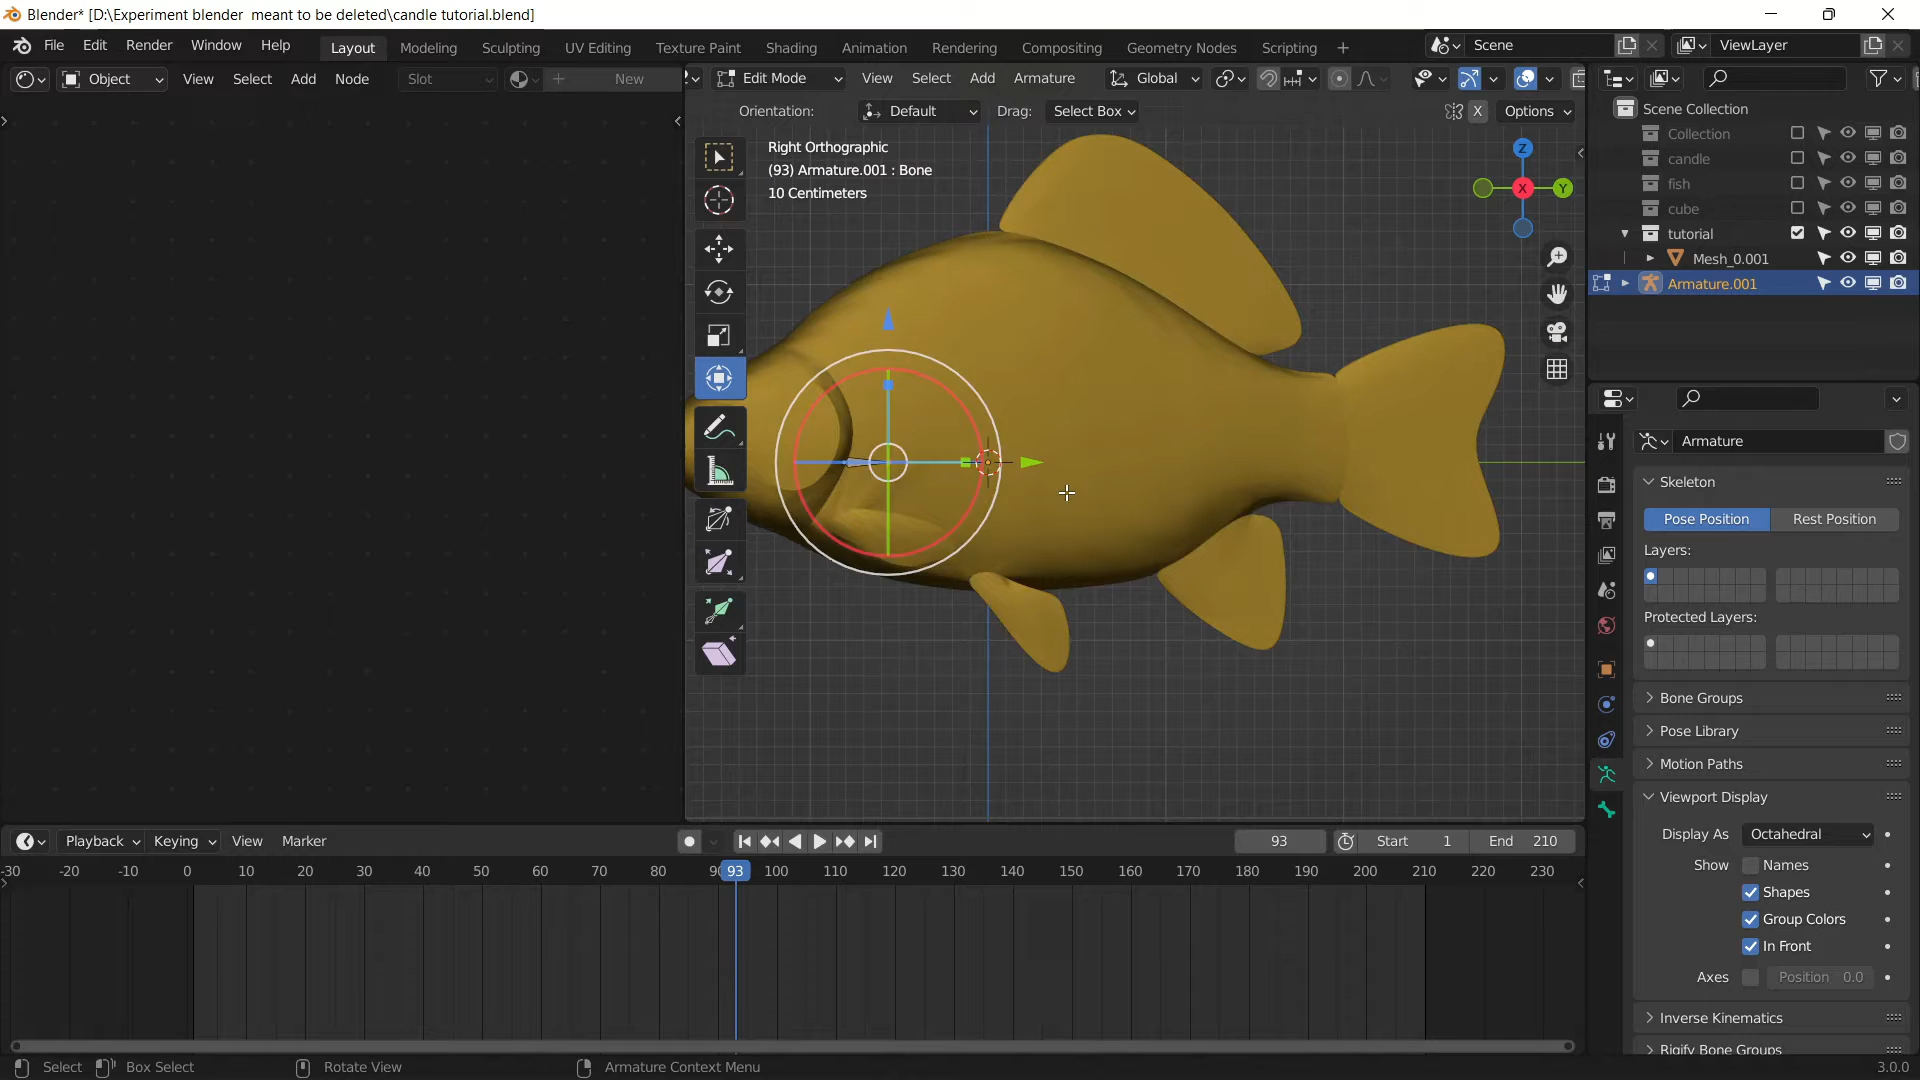 Blender* [D:\Experiment blender  meant to be deleted\candle tutorial.blend]
File Edit Render Window Help Layout Modeling Sculpting UV Editing Texture Paint Shading Animation Rendering Compositing Geometry Nodes Scripting + Scene ViewLayer
Object View Select Add Node Slot + New Edit Mode View Select Add Armature Global
Orientation: Default Drag: Select Box X Options
Right Orthographic
(93) Armature.001 : Bone
10 Centimeters
Z
X
Y
Scene Collection
Collection
candle
fish
cube
tutorial
Mesh_0.001
Armature.001
Armature
Skeleton
Pose Position Rest Position
Layers:
Protected Layers:
Bone Groups
Pose Library
Motion Paths
Viewport Display
Display As Octahedral
Show Names
Shapes
Group Colors
In Front
Axes Position 0.0
Inverse Kinematics
Rigify Bone Groups
Playback Keying View Marker 93 Start 1 End 210
-30 -20 -10 0 10 20 30 40 50 60 70 80 93 100 110 120 130 140 150 160 170 180 190 200 210 220 230
Select Box Select Rotate View Armature Context Menu 3.0.0